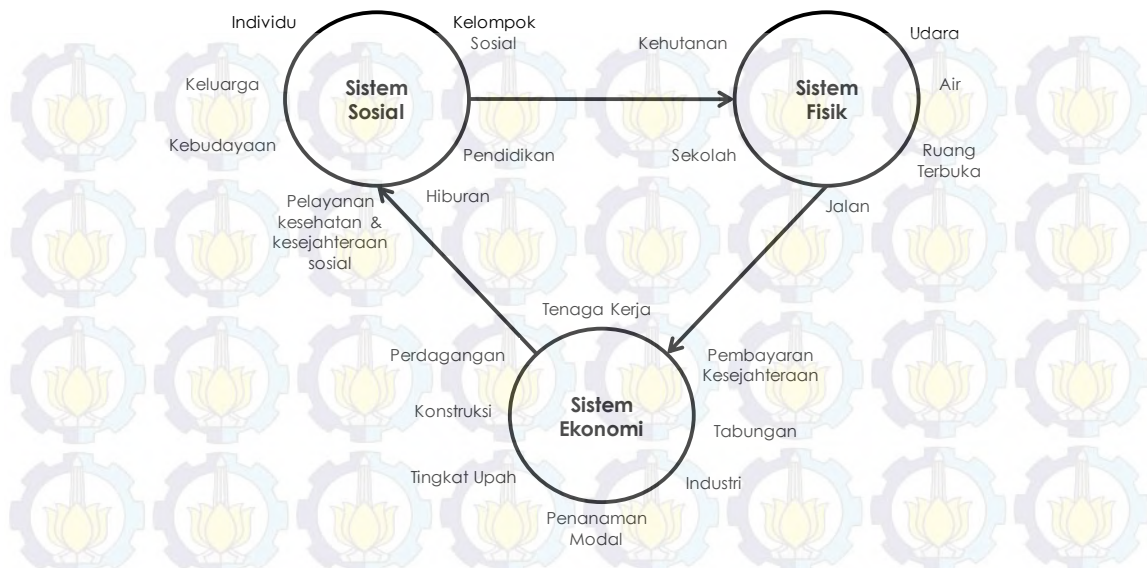 Individu
Kelompok
Sosial
Keluarga
Sistem
Sosial
Kebudayaan
Pendidikan
Hiburan
Pelayanan
kesehatan &
kesejahteraan
sosial
Kehutanan
Udara
Sistem
Fisik
Air
Sekolah
Ruang
Terbuka
Jalan
Tenaga Kerja
Perdagangan
Pembayaran
Kesejahteraan
Konstruksi
Sistem
Ekonomi
Tabungan
Tingkat Upah
Industri
Penanaman
Modal